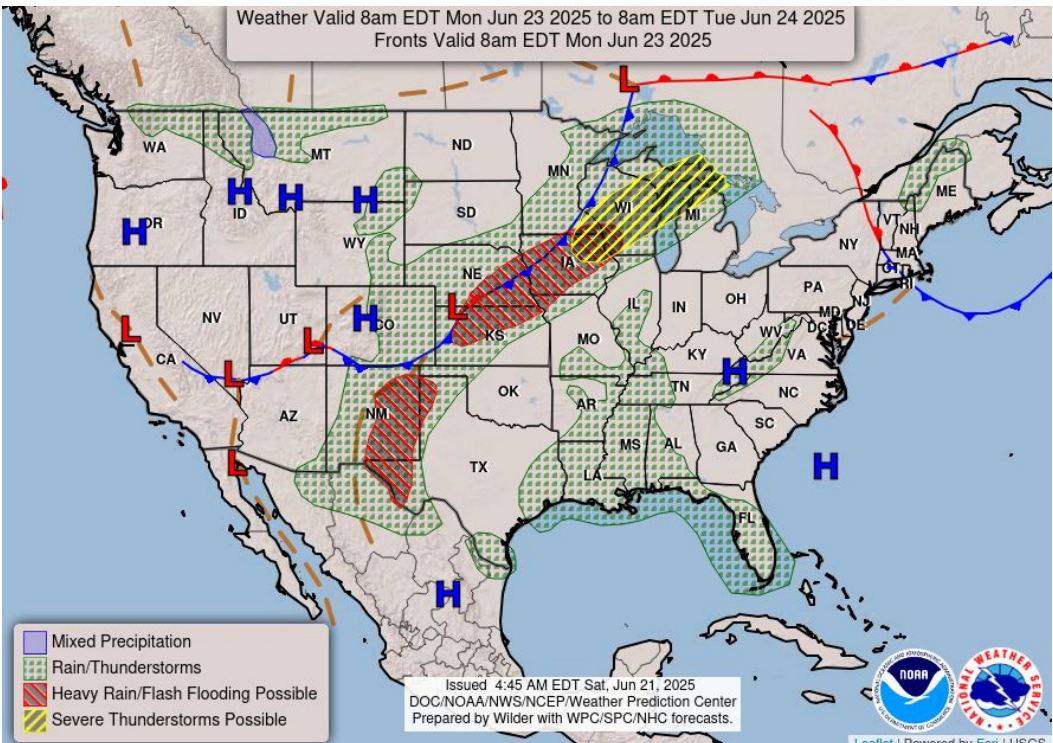 Weather Valid 8am EDT Mon Jun 23 2025 to 8am EDT Tue Jun 24 2025
Fronts Valid 8am EDT Mon Jun 23 2025
L
WA
MT
ND
MN
ME
H
H
H
ID
H
OR
SD
WI
MI
VT
NH
NY
MA
CT
RI
WY
IA
NE
PA
NJ
L
H
CO
L
NV
UT
L
CA
IL
IN
OH
MD
DE
DC
WV
VA
KS
MO
KY
H
L
AZ
NM
OK
TN
NC
AR
SC
L
TX
MS
AL
GA
H
LA
FL
H
Mixed Precipitation
Rain/Thunderstorms
Heavy Rain/Flash Flooding Possible
Severe Thunderstorms Possible
Issued 4:45 AM EDT Sat, Jun 21, 2025
DOC/NOAA/NWS/NCEP/Weather Prediction Center
Prepared by Wilder with WPC/SPC/NHC forecasts.
NOAA
NATIONAL WEATHER SERVICE
Leaflet | Powered by Esri | USGS